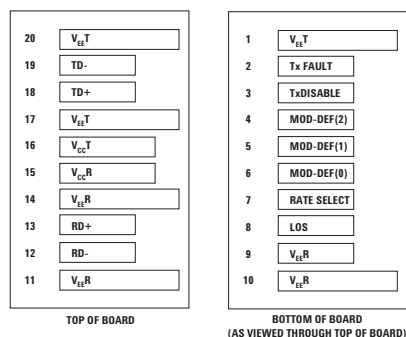 20 VEET
19 TD-
18 TD+
17 VEET
16 VCCT
15 VCCR
14 VEER
13 RD+
12 RD-
11 VEER
TOP OF BOARD
1 VEET
2 Tx FAULT
3 TxDISABLE
4 MOD-DEF(2)
5 MOD-DEF(1)
6 MOD-DEF(0)
7 RATE SELECT
8 LOS
9 VEER
10 VEER
BOTTOM OF BOARD
(AS VIEWED THROUGH TOP OF BOARD)